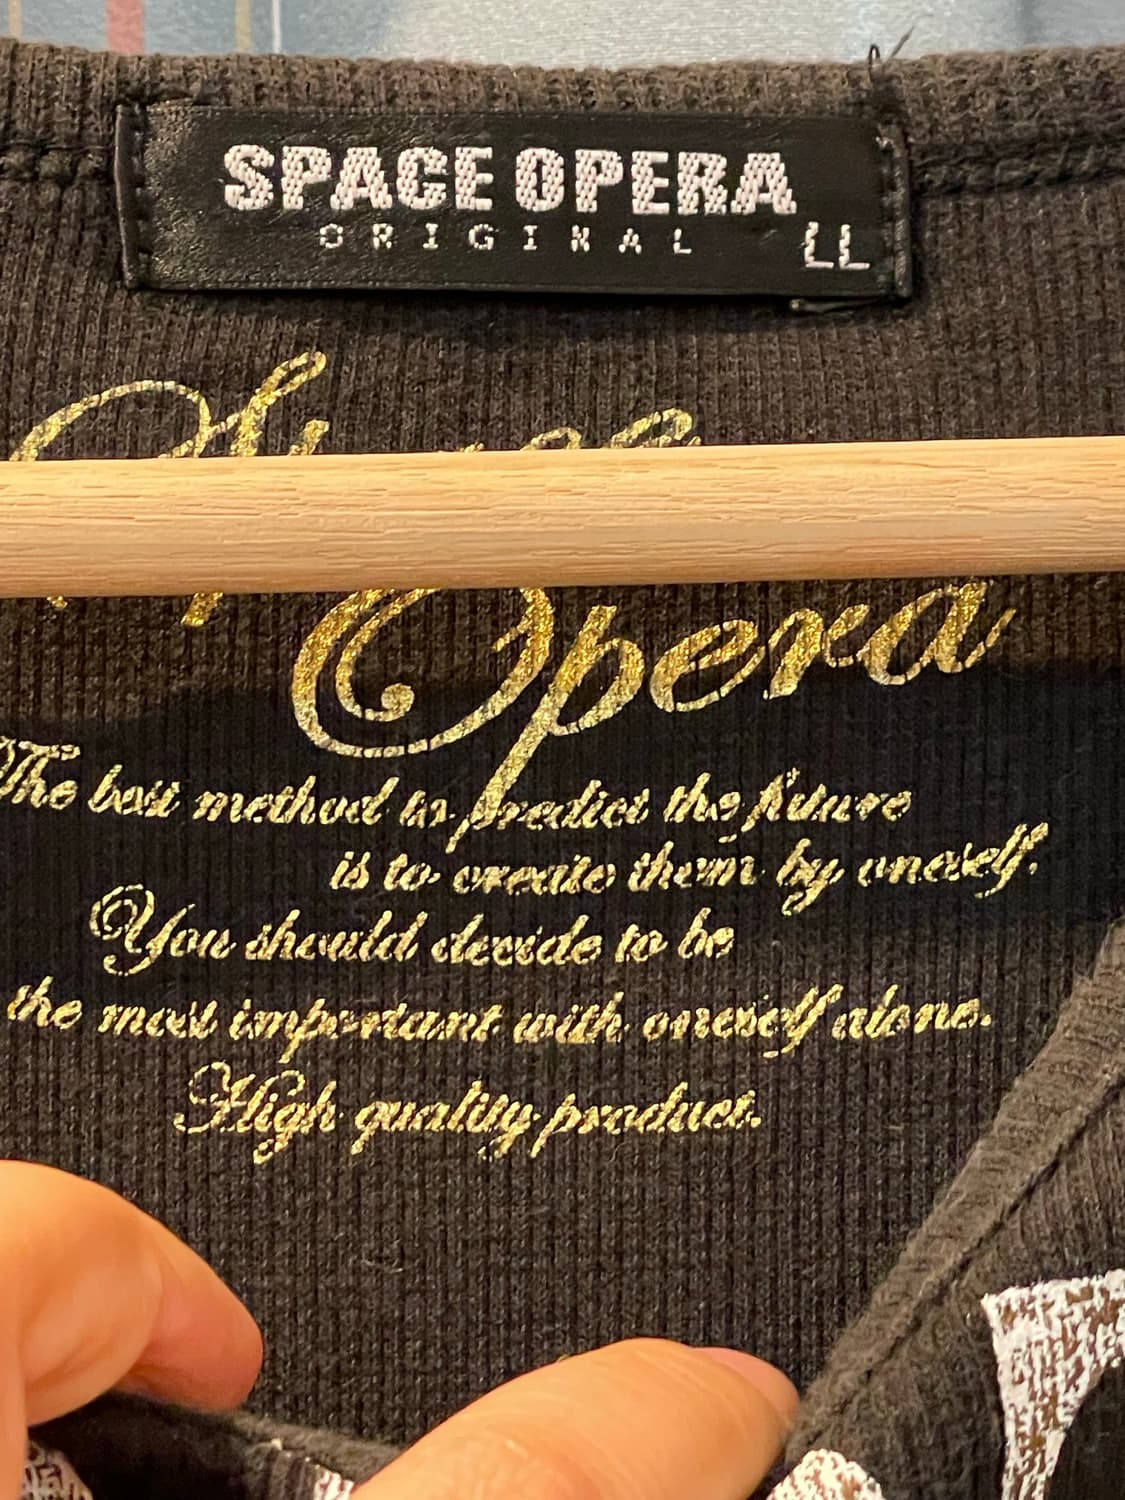 SPACE OPERA
ORIGINAL LL
Opera
The best method to predict the future
is to create them by oneself.
You should decide to be
the most important with oneself alone.
High quality product.